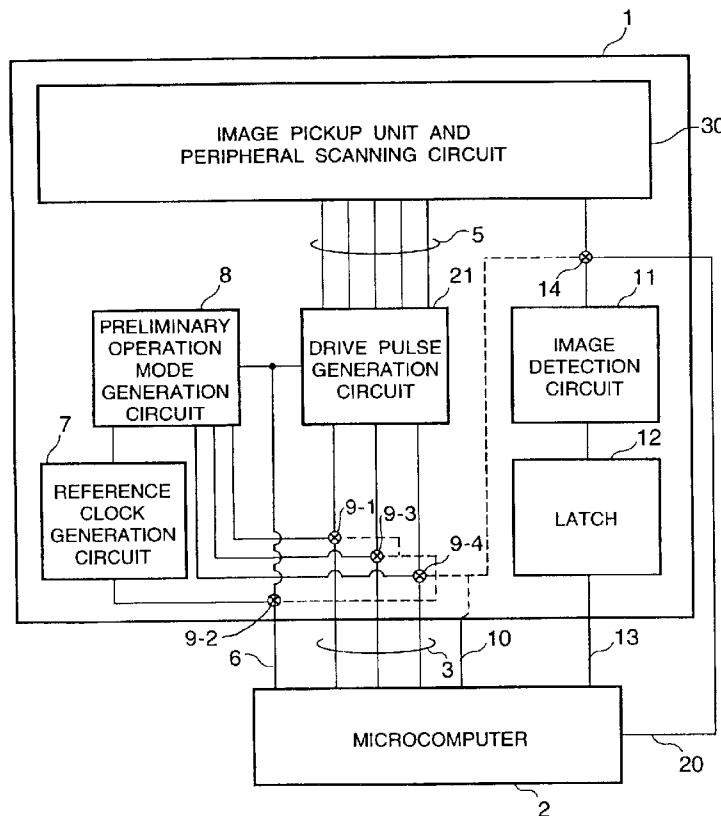 1
IMAGE PICKUP UNIT AND
PERIPHERAL SCANNING CIRCUIT
30
5
8
21
14
11
PRELIMINARY
OPERATION
MODE
GENERATION
CIRCUIT
DRIVE PULSE
GENERATION
CIRCUIT
IMAGE
DETECTION
CIRCUIT
7
12
REFERENCE
CLOCK
GENERATION
CIRCUIT
9-1
9-3
9-4
LATCH
9-2
6
3
10
13
MICROCOMPUTER
20
2